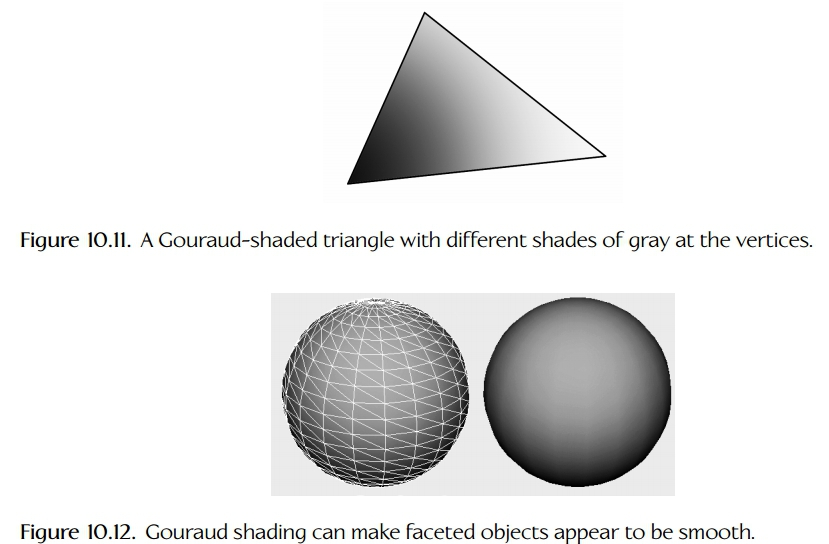 Figure 10.11. A Gouraud-shaded triangle with different shades of gray at the vertices.
Figure 10.12. Gouraud shading can make faceted objects appear to be smooth.